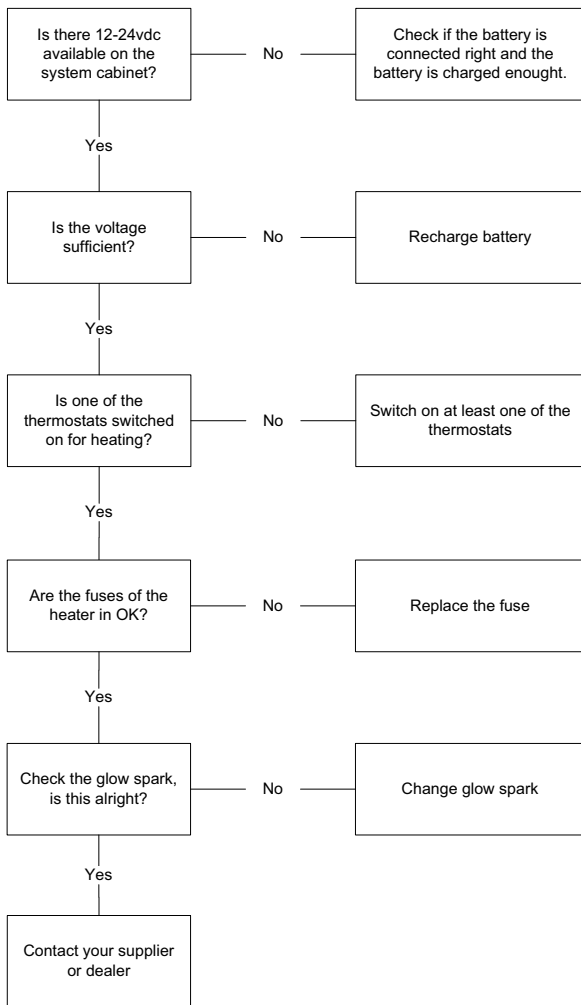 Is there 12-24vdc
available on the
system cabinet?
No
Check if the battery is
connected right and the
battery is charged enought.
Yes
Is the voltage
sufficient?
No
Recharge battery
Yes
Is one of the
thermostats switched
on for heating?
No
Switch on at least one of the
thermostats
Yes
Are the fuses of the
heater in OK?
No
Replace the fuse
Yes
Check the glow spark,
is this alright?
No
Change glow spark
Yes
Contact your supplier
or dealer